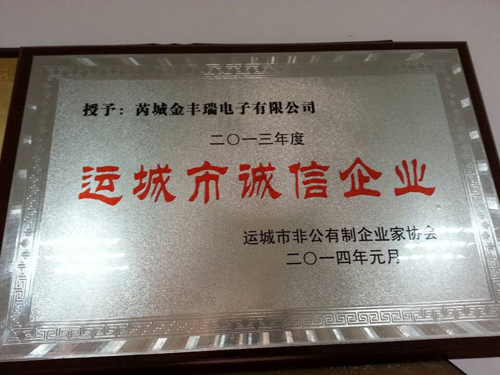 授予：芮城金丰瑞电子有限公司
二〇一三年度
运城市诚信企业
运城市非公有制企业家协会
二〇一四年元月